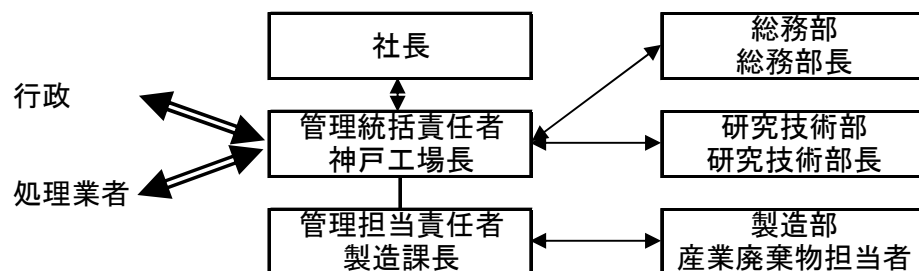 社長
総務部
総務部長
行政
管理統括責任者
神戸工場長
研究技術部
研究技術部長
処理業者
管理担当責任者
製造課長
製造部
産業廃棄物担当者